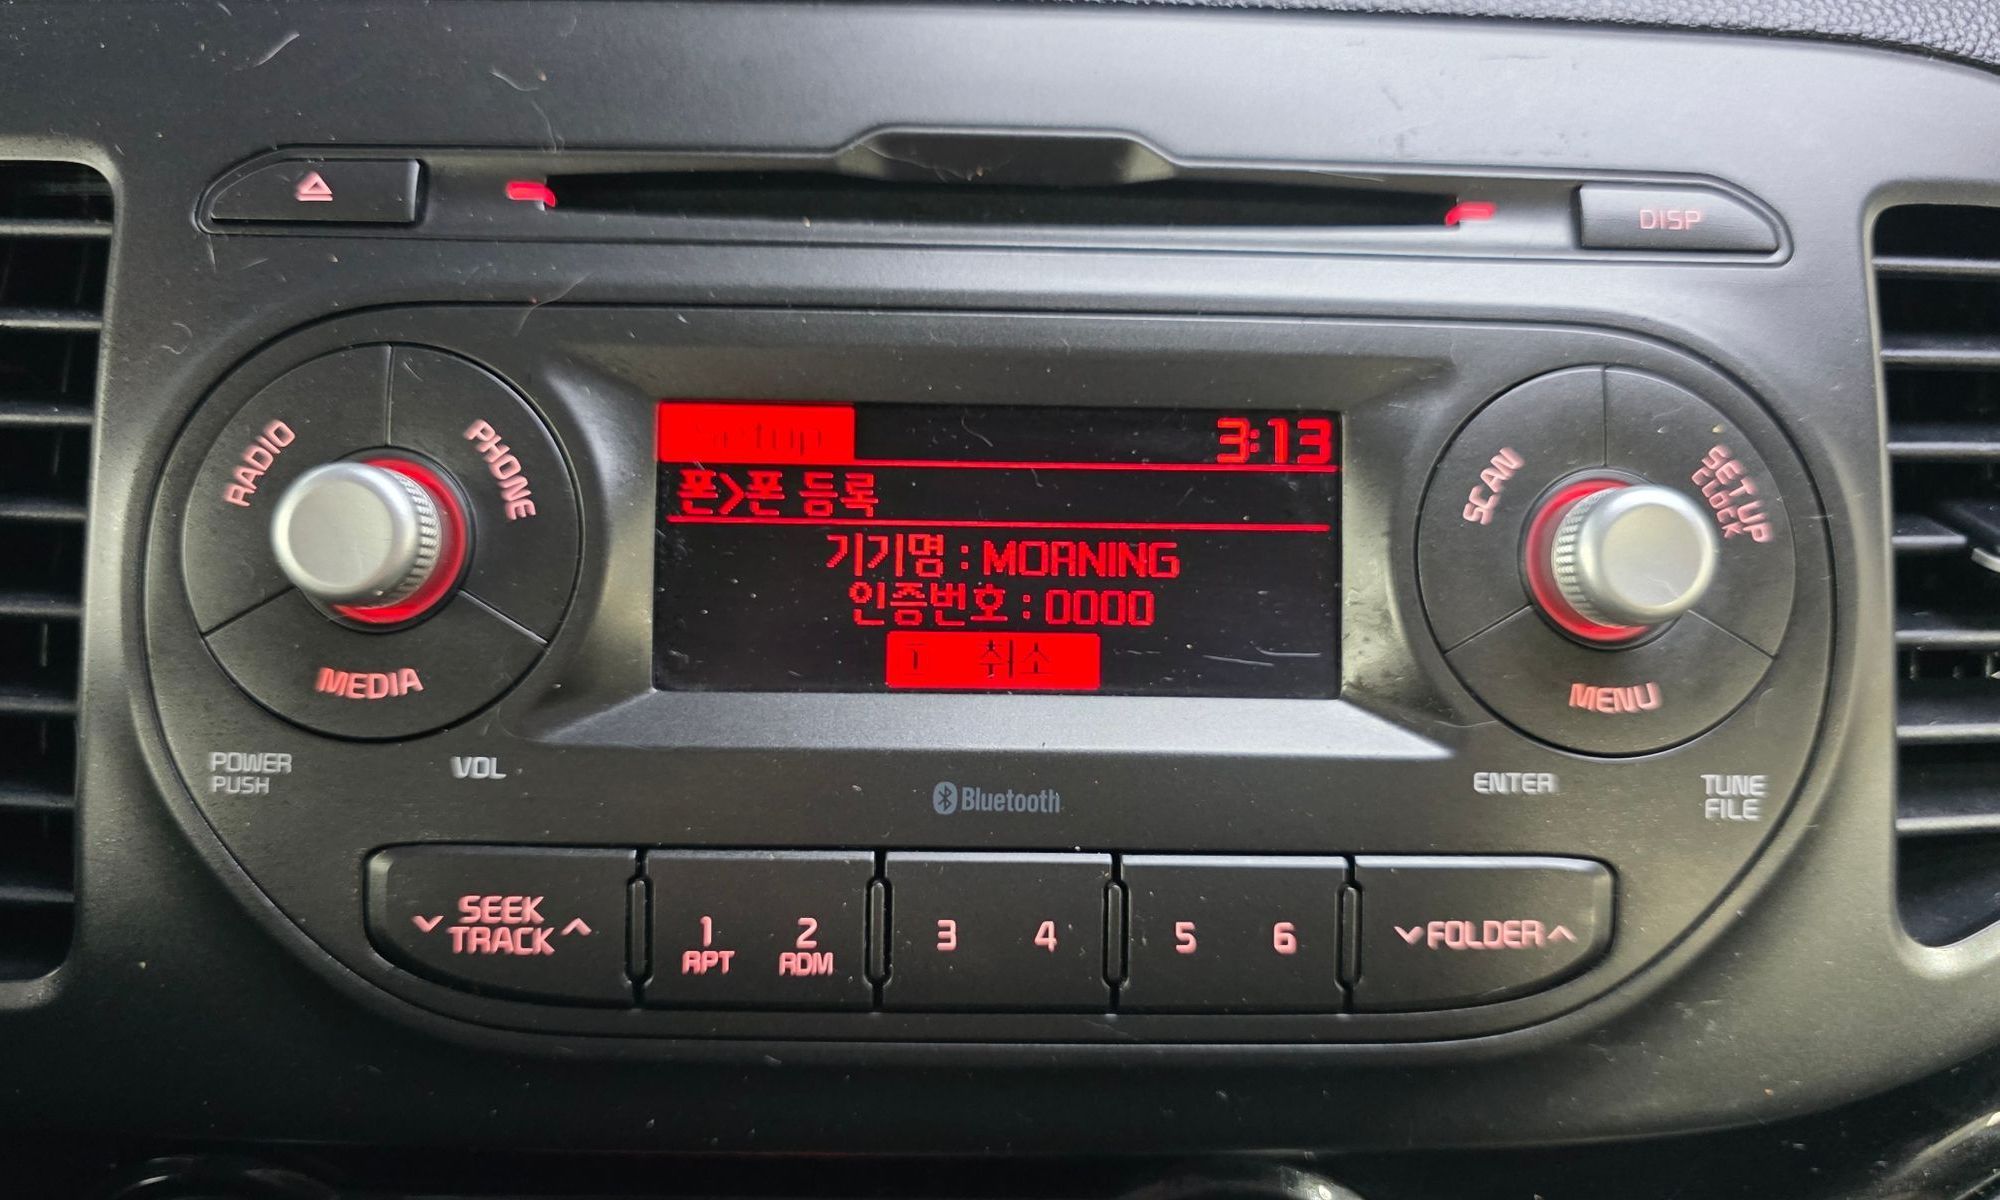 DISP
RADIO
PHONE
MEDIA
POWER
PUSH
VOL
Setup
3:13
폰>폰 등록
기기명 : MORNING
인증번호 : 0000
취소
Bluetooth
SCAN
SETUP
CLOCK
MENU
ENTER
TUNE
FILE
SEEK
TRACK
1
RPT
2
RDM
3
4
5
6
FOLDER